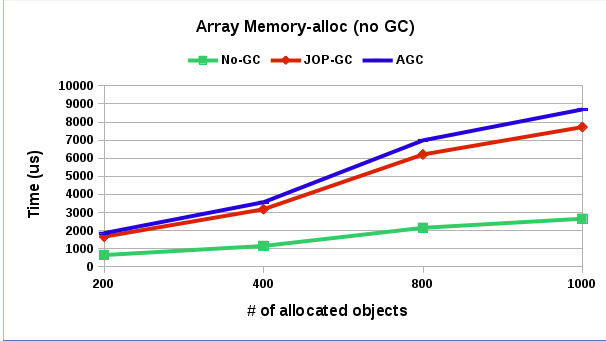 Array Memory-alloc (no GC)
No-GC JOP-GC AGC
10000
9000
8000
7000
6000
5000
4000
3000
2000
1000
0
Time (us)
200 400 800 1000
# of allocated objects